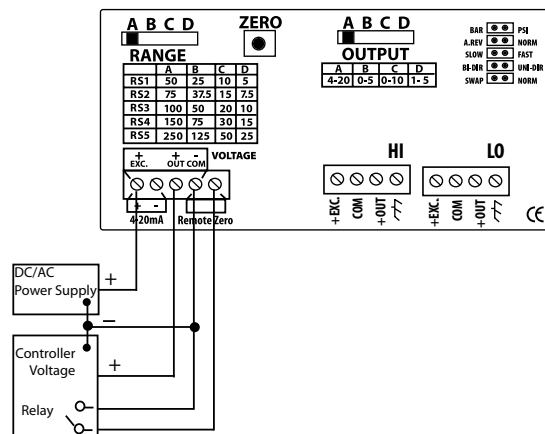 A B C D
RANGE
ZERO
A B C D
OUTPUT
A B C D
RS1 50 25 10 5
RS2 75 37.5 15 7.5
RS3 100 50 20 10
RS4 150 75 30 15
RS5 250 125 50 25
A B C D
4-20 0-5 0-10 1-5
BAR PSI
A.REV NORM
SLOW FAST
BI-DIR UNI-DIR
SWAP NORM
+ + -
EXC. OUT COM
VOLTAGE
+ -
4-20mA
Remote Zero
HI
+EXC.
COM
+OUT
LO
+EXC.
COM
+OUT
CE
DC/AC
Power Supply
+
−
Controller
Voltage
+
Relay